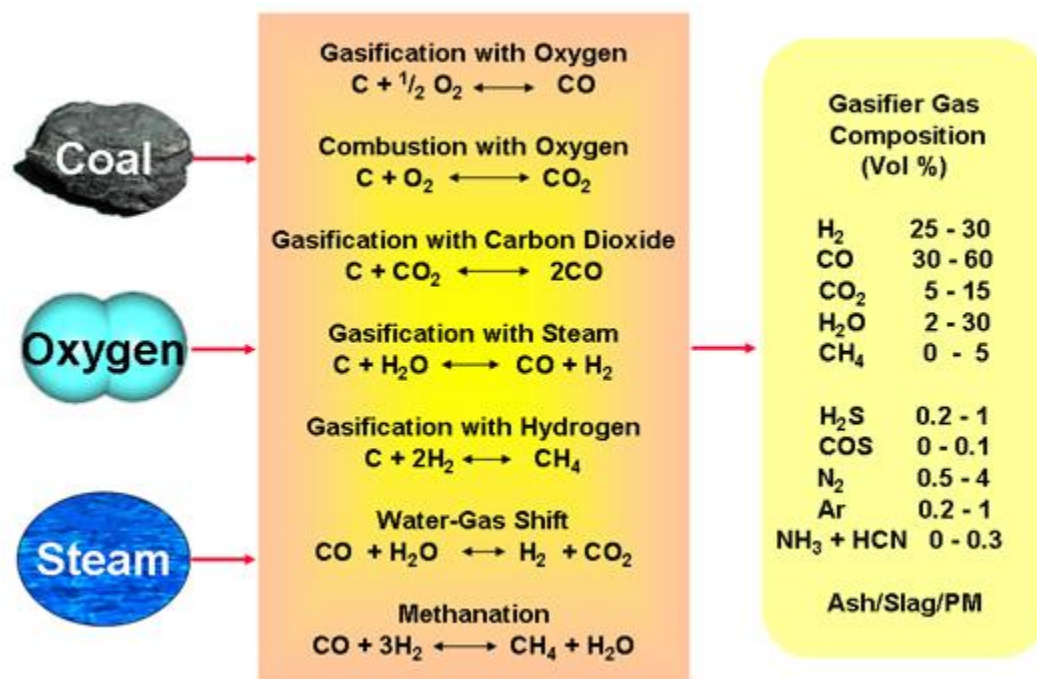 Coal
Oxygen
Steam
Gasification with Oxygen
C + ¹/₂ O₂ ⟷ CO
Combustion with Oxygen
C + O₂ ⟷ CO₂
Gasification with Carbon Dioxide
C + CO₂ ⟷ 2CO
Gasification with Steam
C + H₂O ⟷ CO + H₂
Gasification with Hydrogen
C + 2H₂ ⟷ CH₄
Water-Gas Shift
CO + H₂O ⟷ H₂ + CO₂
Methanation
CO + 3H₂ ⟷ CH₄ + H₂O
Gasifier Gas
Composition
(Vol %)
H₂ 25 - 30
CO 30 - 60
CO₂ 5 - 15
H₂O 2 - 30
CH₄ 0 - 5
H₂S 0.2 - 1
COS 0 - 0.1
N₂ 0.5 - 4
Ar 0.2 - 1
NH₃ + HCN 0 - 0.3
Ash/Slag/PM